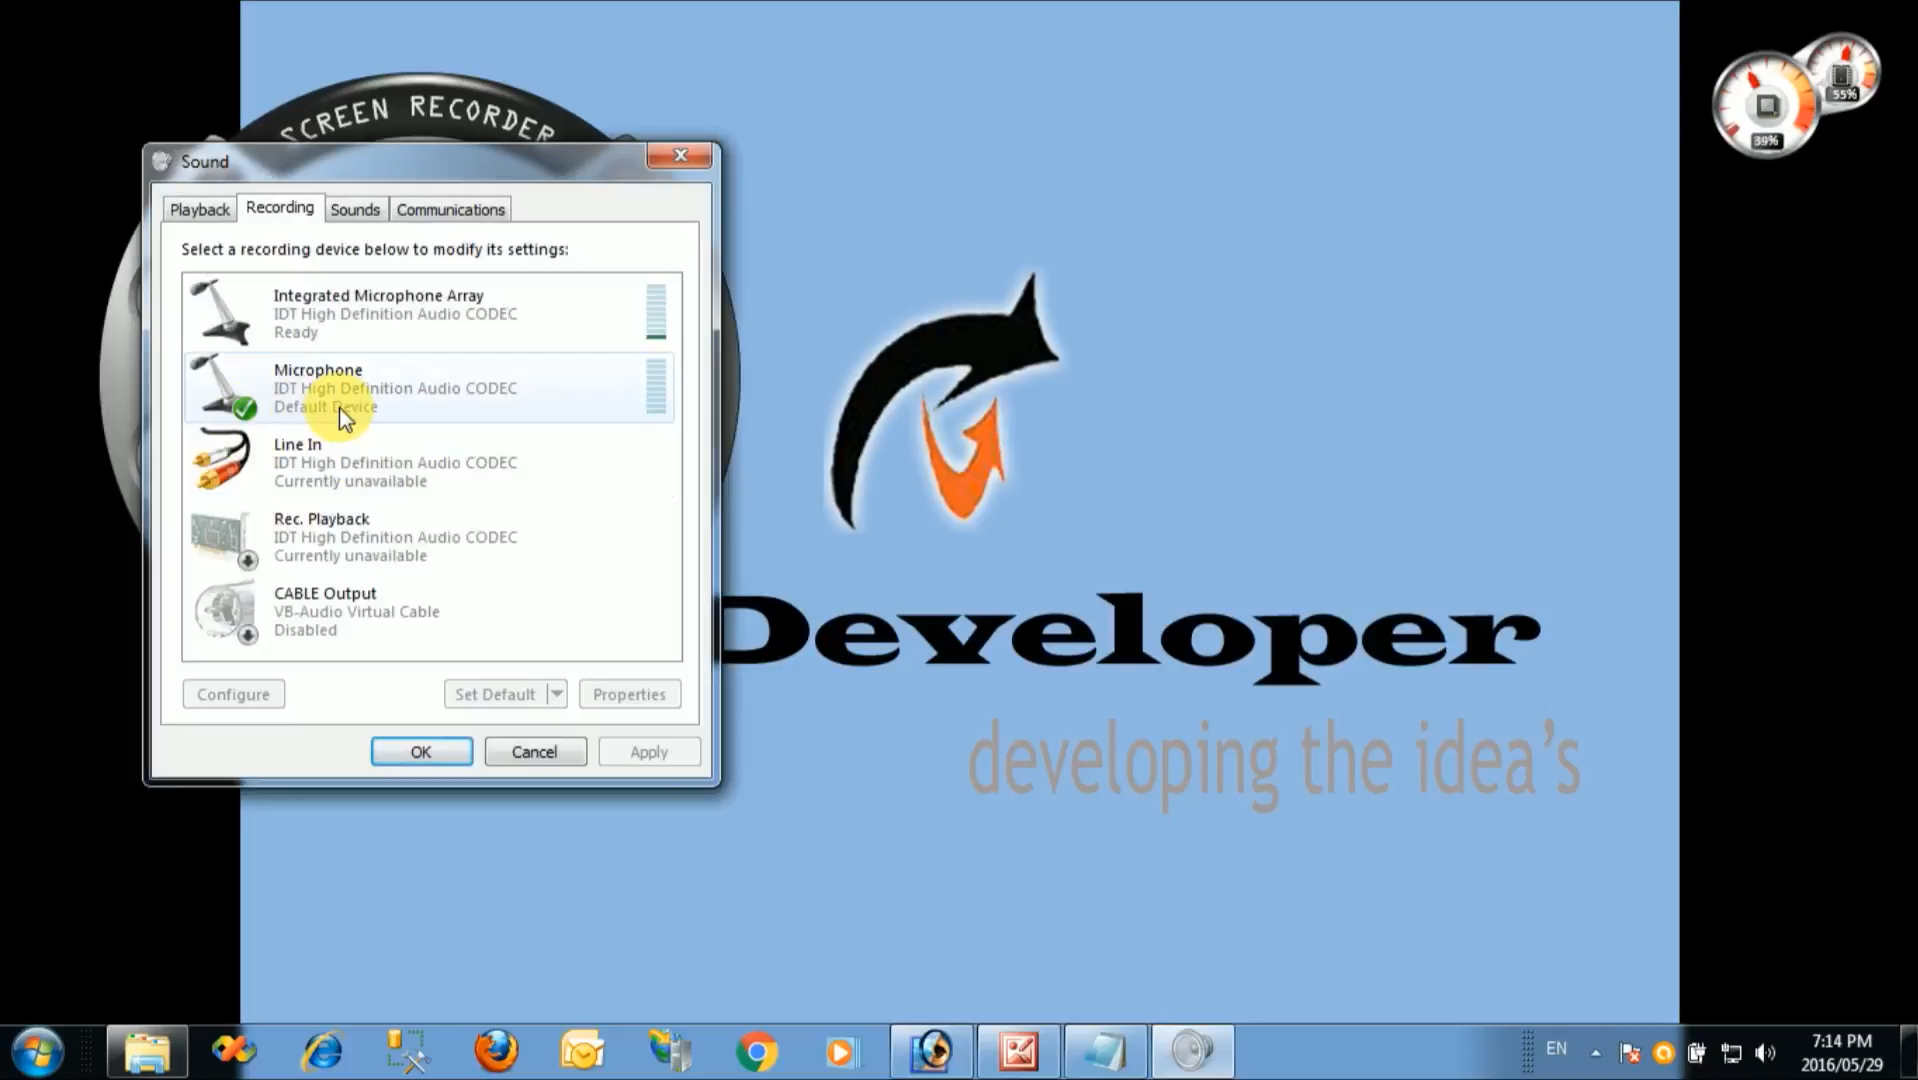 SCREEN RECORDER
55%
39%
Sound
Playback
Recording
Sounds
Communications
Select a recording device below to modify its settings:
Integrated Microphone Array
IDT High Definition Audio CODEC
Ready
Microphone
IDT High Definition Audio CODEC
Default Device
Line In
IDT High Definition Audio CODEC
Currently unavailable
Rec. Playback
IDT High Definition Audio CODEC
Currently unavailable
CABLE Output
VB-Audio Virtual Cable
Disabled
Configure
Set Default
Properties
OK
Cancel
Apply
Developer
developing the idea's
EN
7:14 PM
2016/05/29